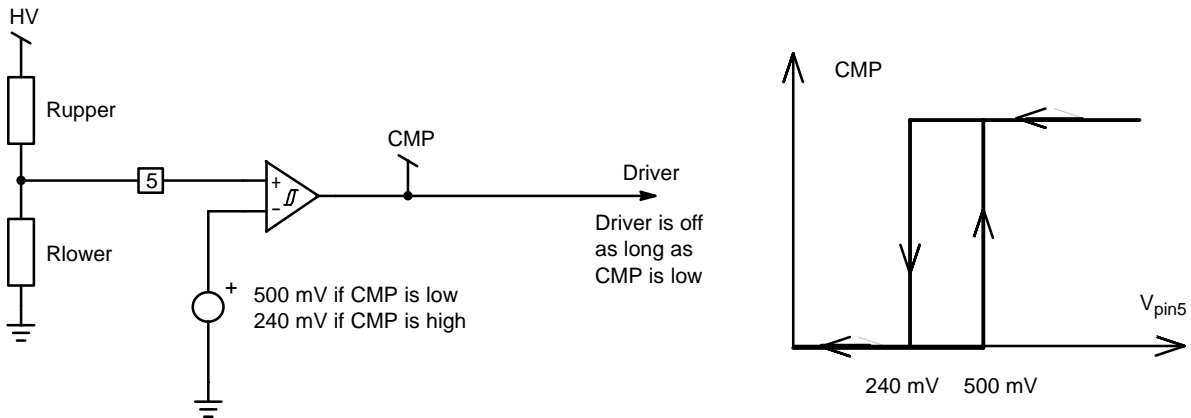 HV
Rupper
5
+
−
Rlower
CMP
Driver
Driver is off
as long as
CMP is low
+
500 mV if CMP is low
240 mV if CMP is high
CMP
Vpin5
240 mV
500 mV